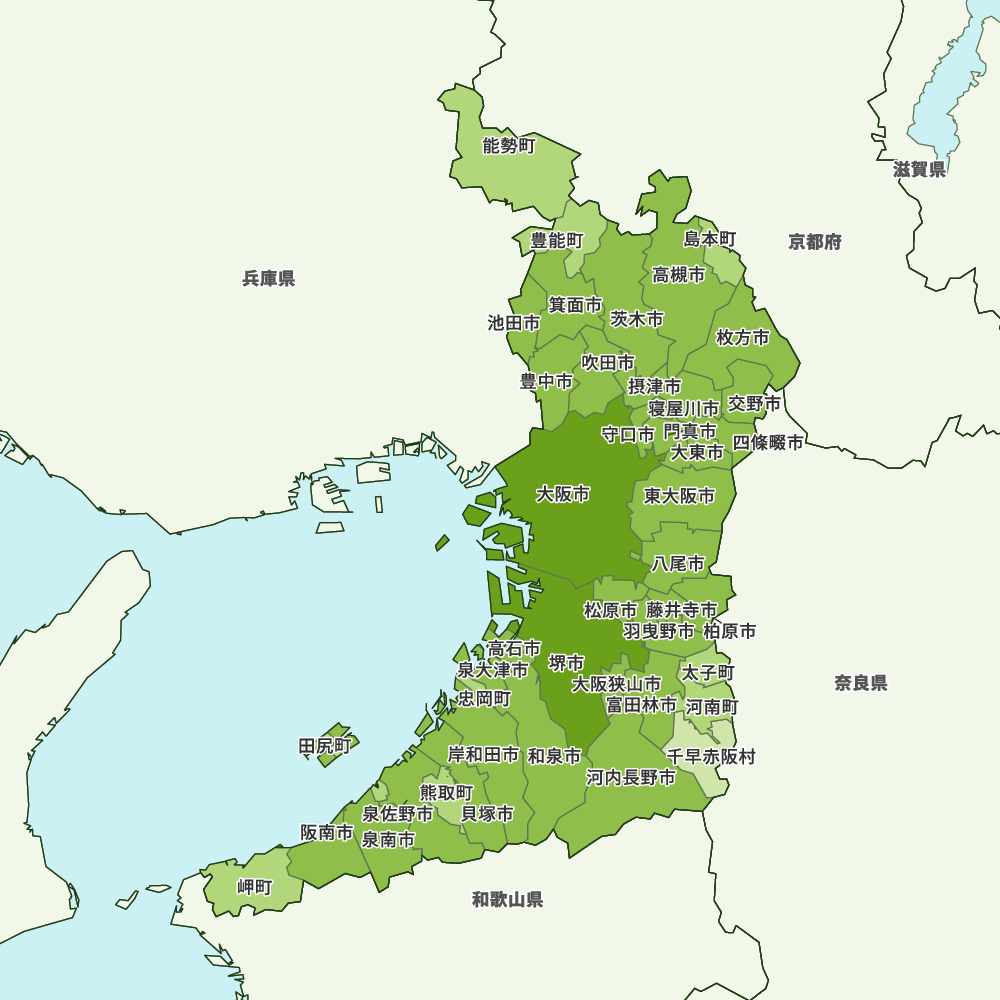 能勢町
滋賀県
豊能町
島本町
京都府
高槻市
兵庫県
箕面市
池田市
茨木市
枚方市
吹田市
豊中市
摂津市
寝屋川市
交野市
守口市
門真市
四條畷市
大東市
大阪市
東大阪市
八尾市
松原市
藤井寺市
羽曳野市
柏原市
高石市
堺市
泉大津市
太子町
大阪狭山市
奈良県
忠岡町
富田林市
河南町
田尻町
岸和田市
和泉市
千早赤阪村
河内長野市
熊取町
泉佐野市
貝塚市
阪南市
泉南市
岬町
和歌山県